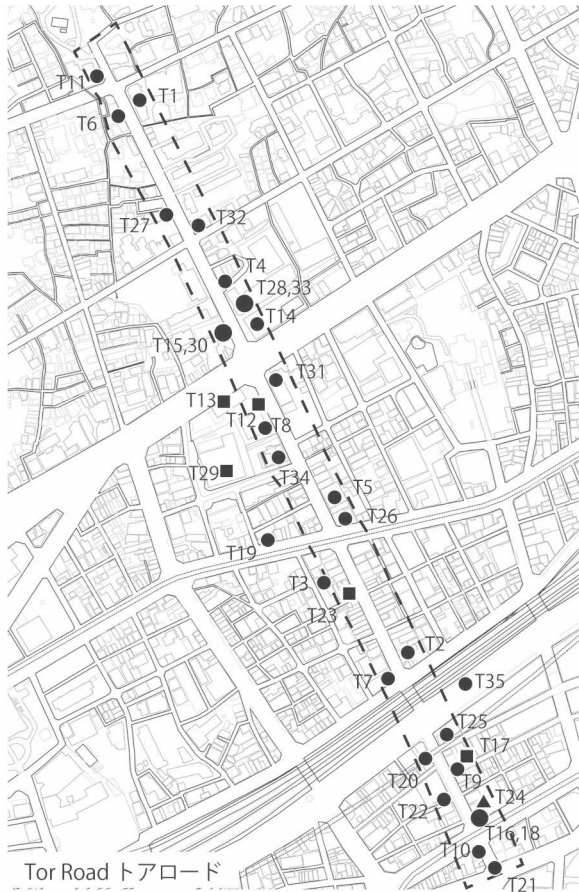 T11
T1
T6
T27
T32
T4
T28,33
T14
T15,30
T31
T13
T12
T8
T34
T29
T5
T26
T19
T3
T23
T2
T7
T35
T25
T17
T20
T9
T24
T22
T16,18
T10
T21
Tor Road トアロード